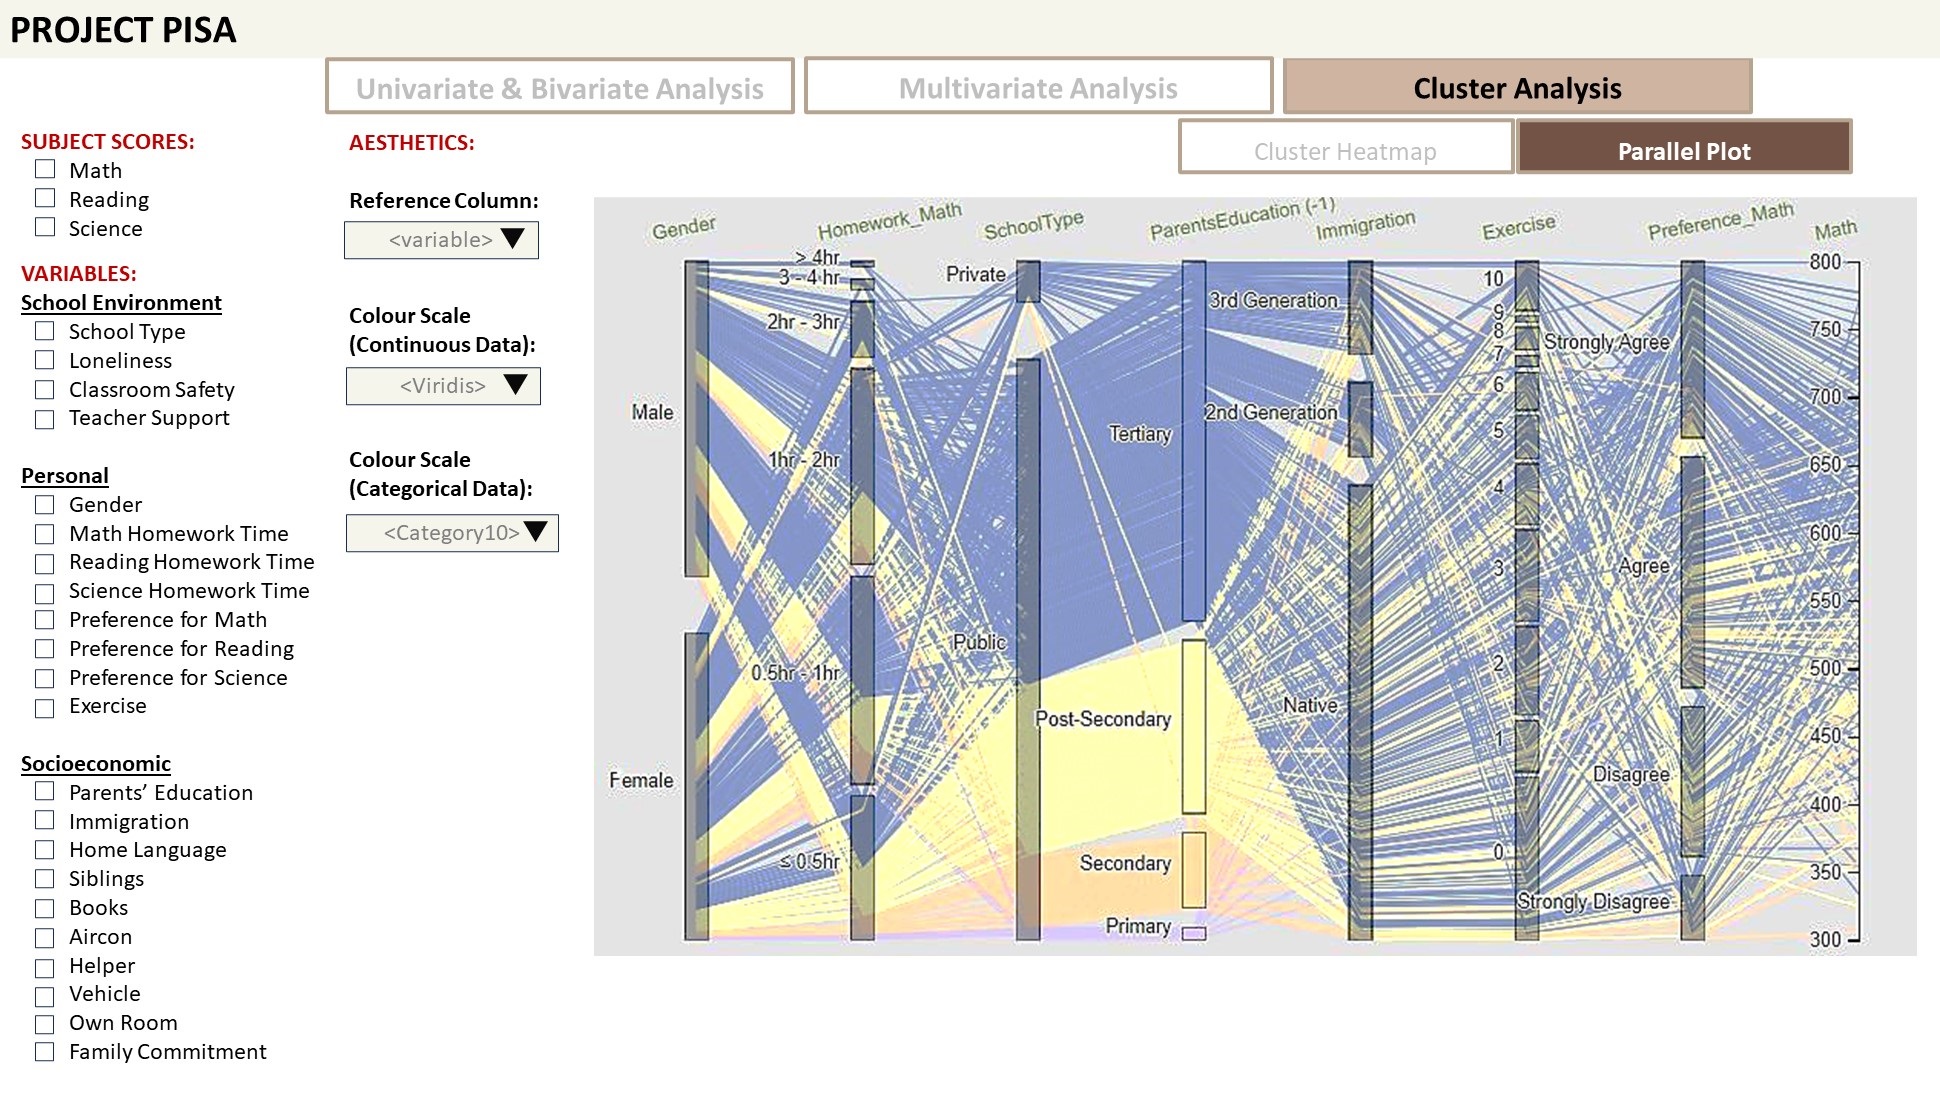 PROJECT PISA
Univariate & Bivariate Analysis
Multivariate Analysis
Cluster Analysis
Cluster Heatmap
Parallel Plot
SUBJECT SCORES:
Math
Reading
Science
VARIABLES:
School Environment
School Type
Loneliness
Classroom Safety
Teacher Support
Personal
Gender
Math Homework Time
Reading Homework Time
Science Homework Time
Preference for Math
Preference for Reading
Preference for Science
Exercise
Socioeconomic
Parents’ Education
Immigration
Home Language
Siblings
Books
Aircon
Helper
Vehicle
Own Room
Family Commitment
AESTHETICS:
Reference Column:
<variable>
Colour Scale
(Continuous Data):
<Viridis>
Colour Scale
(Categorical Data):
<Category10>
Gender
Homework_Math
SchoolType
ParentsEducation (-1)
Immigration
Exercise
Preference_Math
Math
Male
Female
> 4hr
3 - 4 hr
2hr - 3hr
1hr - 2hr
0.5hr - 1hr
≤ 0.5hr
Private
Public
Tertiary
Post-Secondary
Secondary
Primary
3rd Generation
2nd Generation
Native
10
9
8
7
6
5
4
3
2
1
0
Strongly Agree
Agree
Disagree
Strongly Disagree
800
750
700
650
600
550
500
450
400
350
300